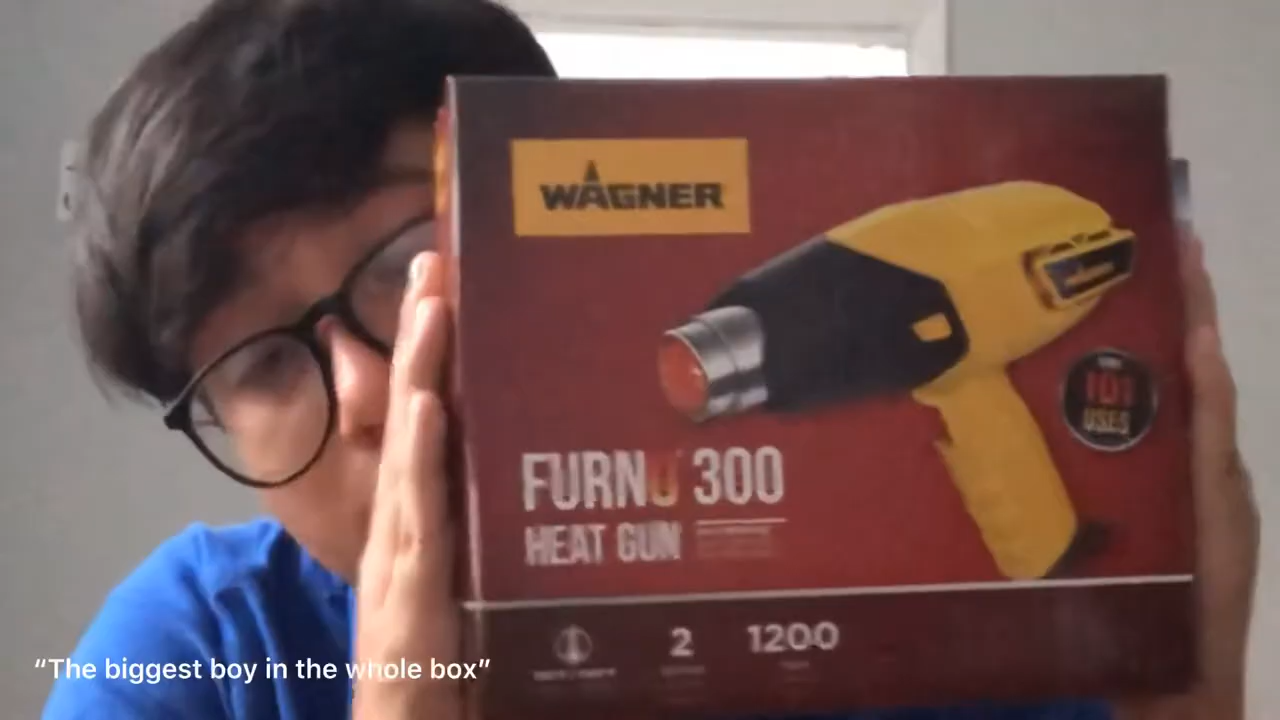 WAGNER
101
USES
FURNO 300
HEAT GUN
2
1200
“The biggest boy in the whole box”